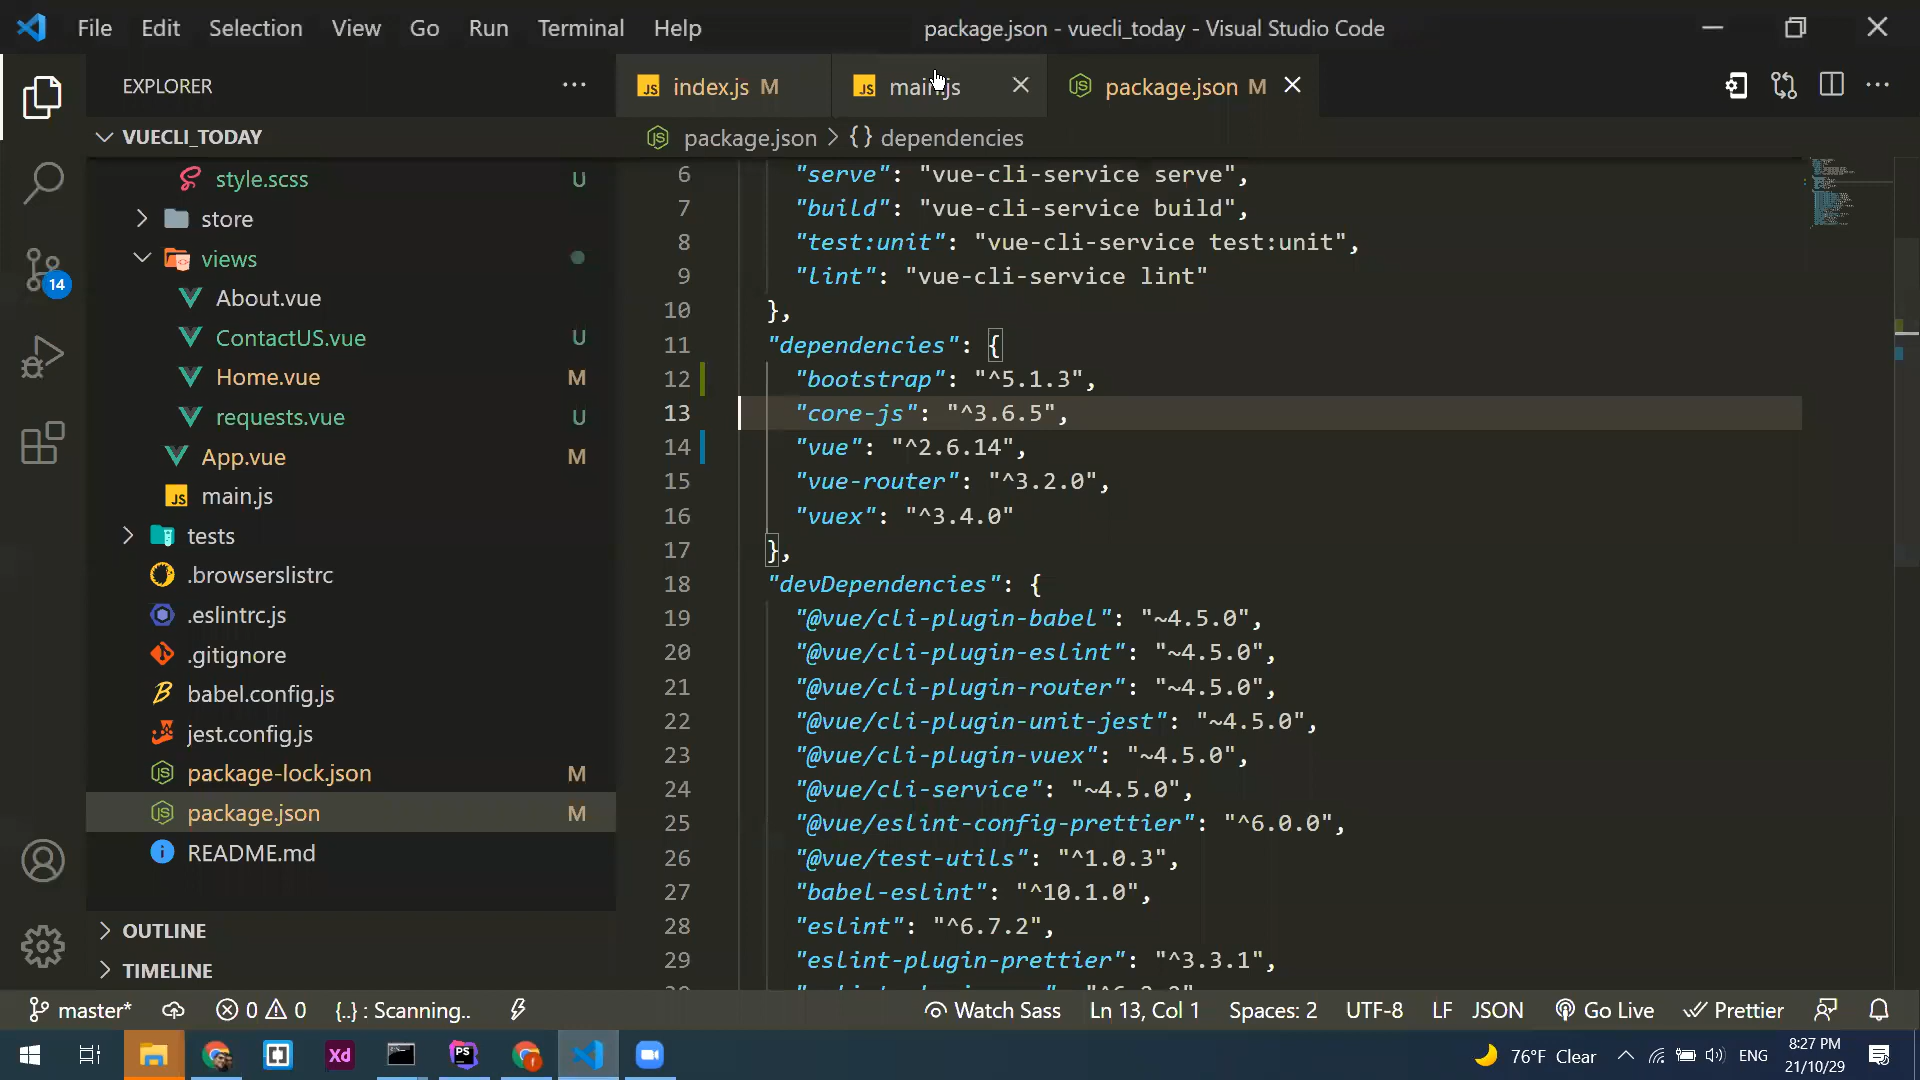 File Edit Selection View Go Run Terminal Help package.json - vuecli_today - Visual Studio Code
EXPLORER
VUECLI_TODAY
style.scss U
store
views
About.vue
ContactUS.vue U
Home.vue M
requests.vue U
App.vue M
main.js
tests
.browserslistrc
.eslintrc.js
.gitignore
babel.config.js
jest.config.js
package-lock.json M
package.json M
README.md
OUTLINE
TIMELINE
14
JS index.js M JS main.js package.json M
package.json > {} dependencies
6 "serve": "vue-cli-service serve",
7 "build": "vue-cli-service build",
8 "test:unit": "vue-cli-service test:unit",
9 "lint": "vue-cli-service lint"
10 },
11 "dependencies": {
12 "bootstrap": "^5.1.3",
13 "core-js": "^3.6.5",
14 "vue": "^2.6.14",
15 "vue-router": "^3.2.0",
16 "vuex": "^3.4.0"
17 },
18 "devDependencies": {
19 "@vue/cli-plugin-babel": "~4.5.0",
20 "@vue/cli-plugin-eslint": "~4.5.0",
21 "@vue/cli-plugin-router": "~4.5.0",
22 "@vue/cli-plugin-unit-jest": "~4.5.0",
23 "@vue/cli-plugin-vuex": "~4.5.0",
24 "@vue/cli-service": "~4.5.0",
25 "@vue/eslint-config-prettier": "^6.0.0",
26 "@vue/test-utils": "^1.0.3",
27 "babel-eslint": "^10.1.0",
28 "eslint": "^6.7.2",
29 "eslint-plugin-prettier": "^3.3.1",
master* 0 0 {..} : Scanning.. Watch Sass Ln 13, Col 1 Spaces: 2 UTF-8 LF JSON Go Live Prettier
Xd PS 76°F Clear ENG 8:27 PM
21/10/29